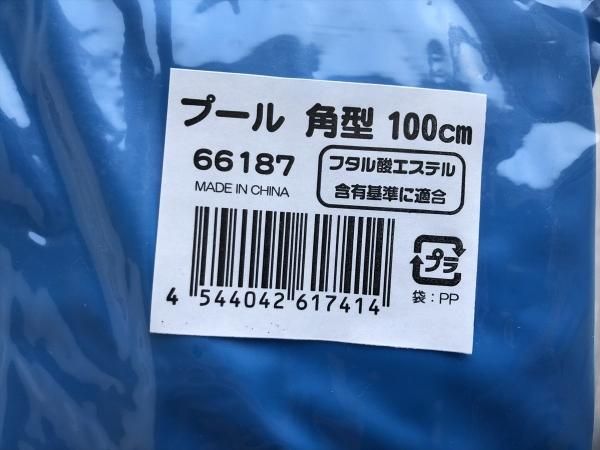 プール 角型 100cm
66187
MADE IN CHINA
フタル酸エステル
含有基準に適合
プラ
袋：PP
4 544042 617414